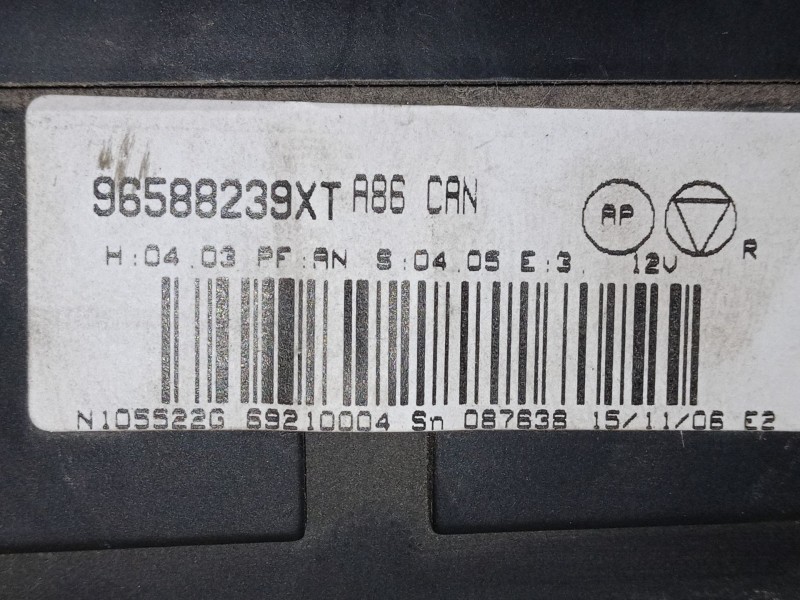 96588239XT A86 CAN
AP
H:04.03 PF:AN S:04.05 E:3. 12V
R
N105522G 69210004 Sn 087638 15/11/06 E2